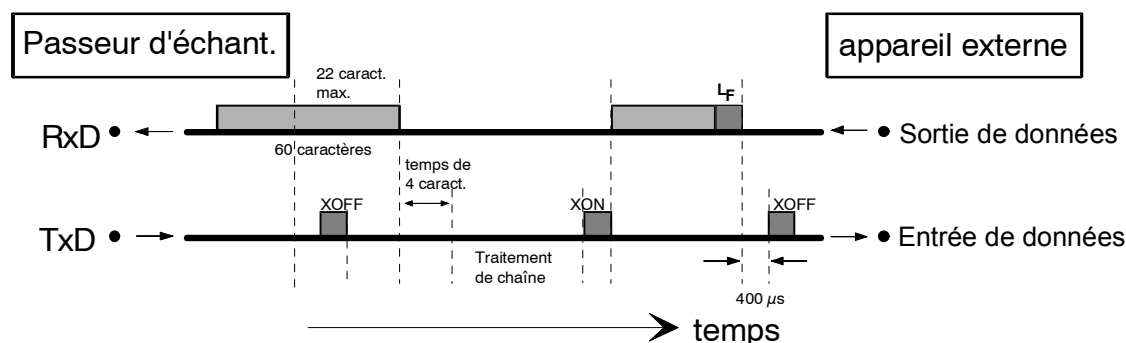 Passeur d'échant.
appareil externe
22 caract.
max.
LF
RxD
Sortie de données
60 caractères
temps de
4 caract.
XOFF
XON
XOFF
TxD
Entrée de données
Traitement
de chaîne
400 µs
temps